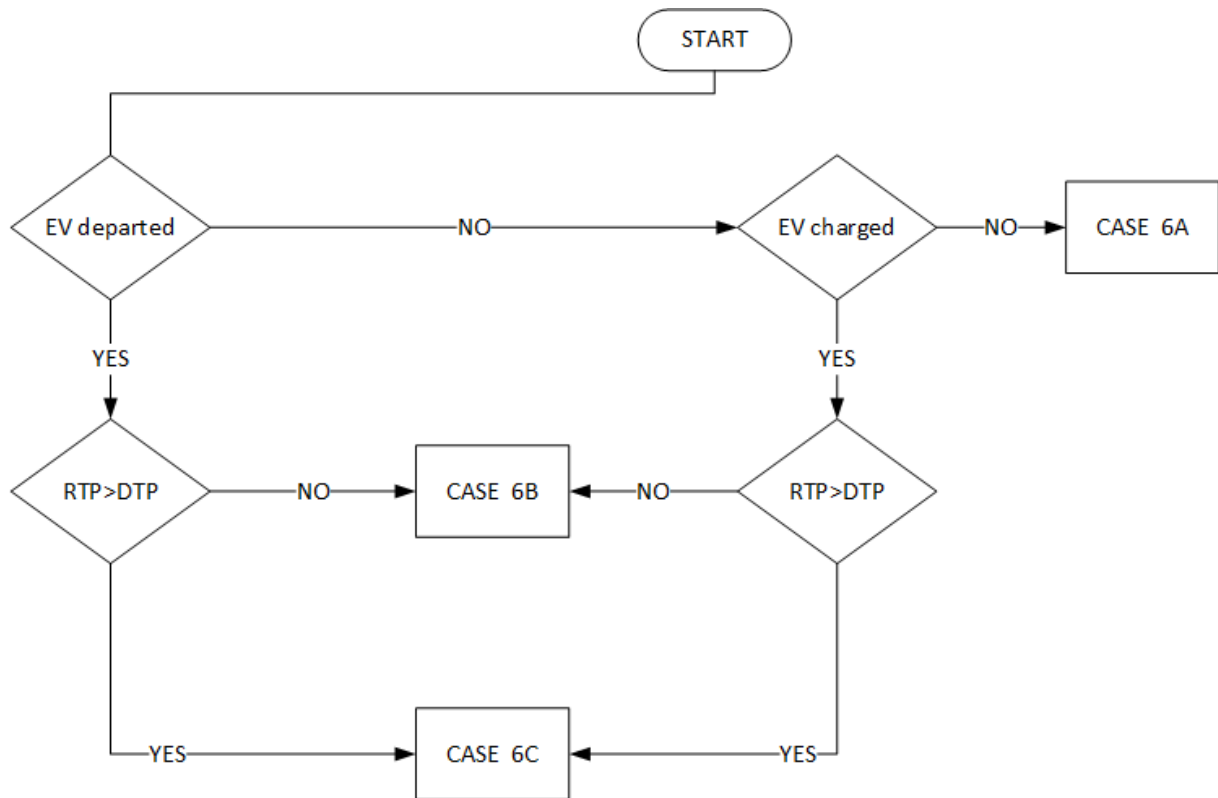 START
EV departed
NO
EV charged
NO
CASE 6A
YES
YES
RTP>DTP
NO
CASE 6B
NO
RTP>DTP
YES
CASE 6C
YES